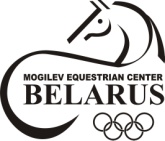 MOGILEV EQUESTRIAN CENTER
BELARUS